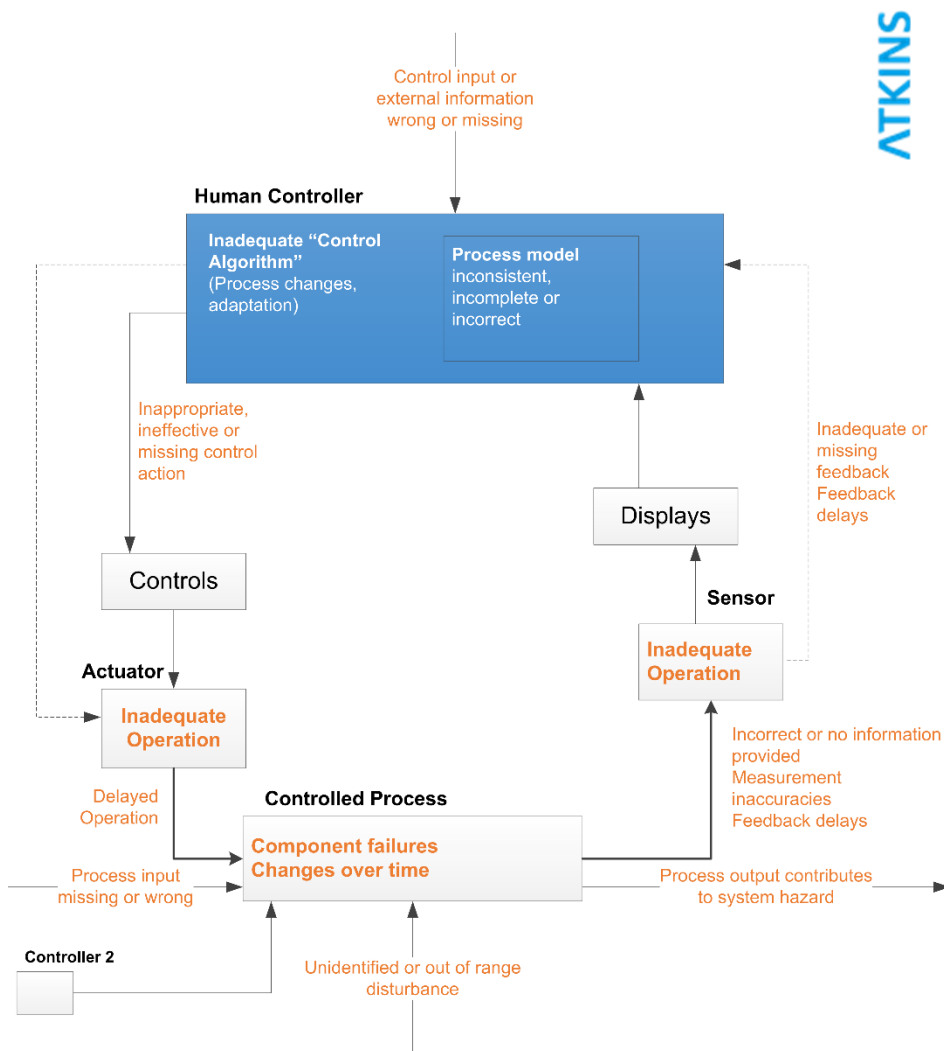 ATKINS
Control input or
external information
wrong or missing
Human Controller
Inadequate “Control
Algorithm”
(Process changes,
adaptation)
Process model
inconsistent,
incomplete or
incorrect
Inappropriate,
ineffective or
missing control
action
Inadequate or
missing
feedback
Feedback
delays
Displays
Controls
Sensor
Inadequate
Operation
Actuator
Inadequate
Operation
Incorrect or no information
provided
Measurement
inaccuracies
Feedback delays
Delayed
Operation
Controlled Process
Component failures
Changes over time
Process input
missing or wrong
Process output contributes
to system hazard
Controller 2
Unidentified or out of range
disturbance